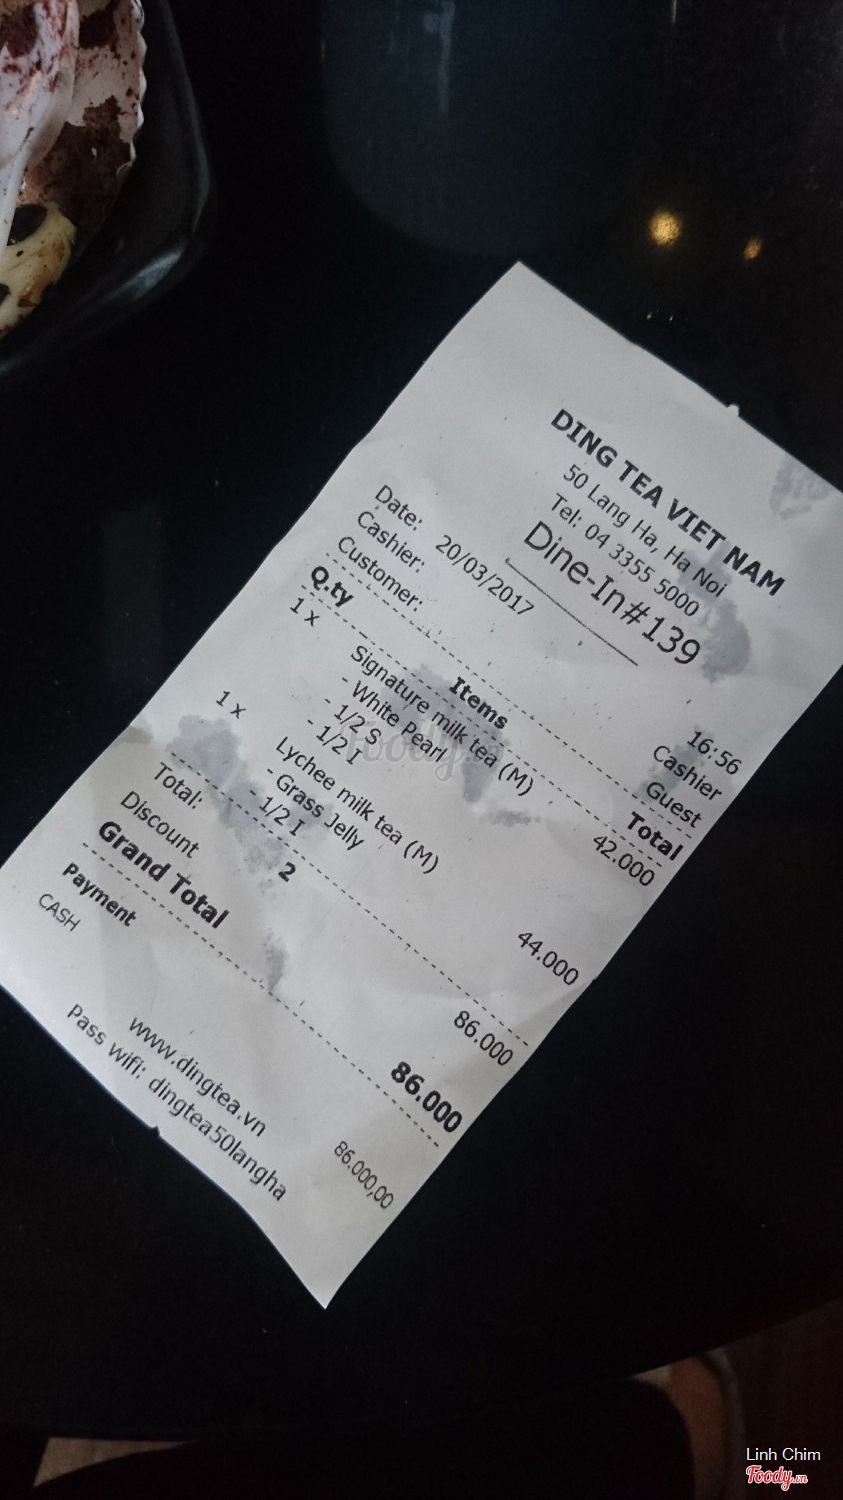 DING TEA VIET NAM
50 Lang Ha, Ha Noi
Tel: 04 3355 5000
Dine-In#139
Date: 20/03/2017 16:56
Cashier: Cashier
Customer: Guest
Q.ty Items Total
1 x Signature milk tea (M) 42.000
- White Pearl
- 1/2 S
- 1/2 I
1 x Lychee milk tea (M) 44.000
- Grass Jelly
- 1/2 I
Total: 2 86.000
Discount
Grand Total 86.000
Payment
CASH 86.000,00
www.dingtea.vn
Pass wifi: dingtea50langha
Foody.vn
Linh Chim
Foody.vn